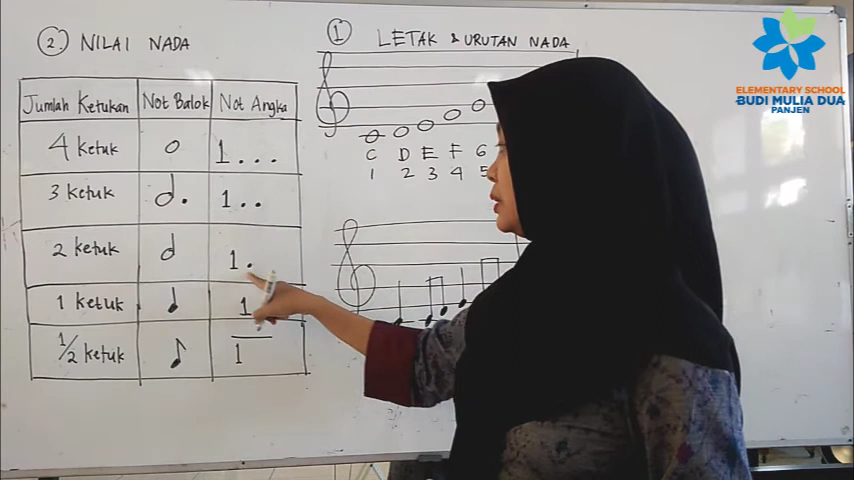 2. NILAI NADA
Jumlah Ketukan Not Balok Not Angka
4 ketuk 1...
3 ketuk 1..
2 ketuk 1.
1 ketuk 1
1/2 ketuk 1
1 LETAK & URUTAN NADA
C D E F G
1 2 3 4 5
ELEMENTARY SCHOOL
BUDI MULIA DUA
PANJEN